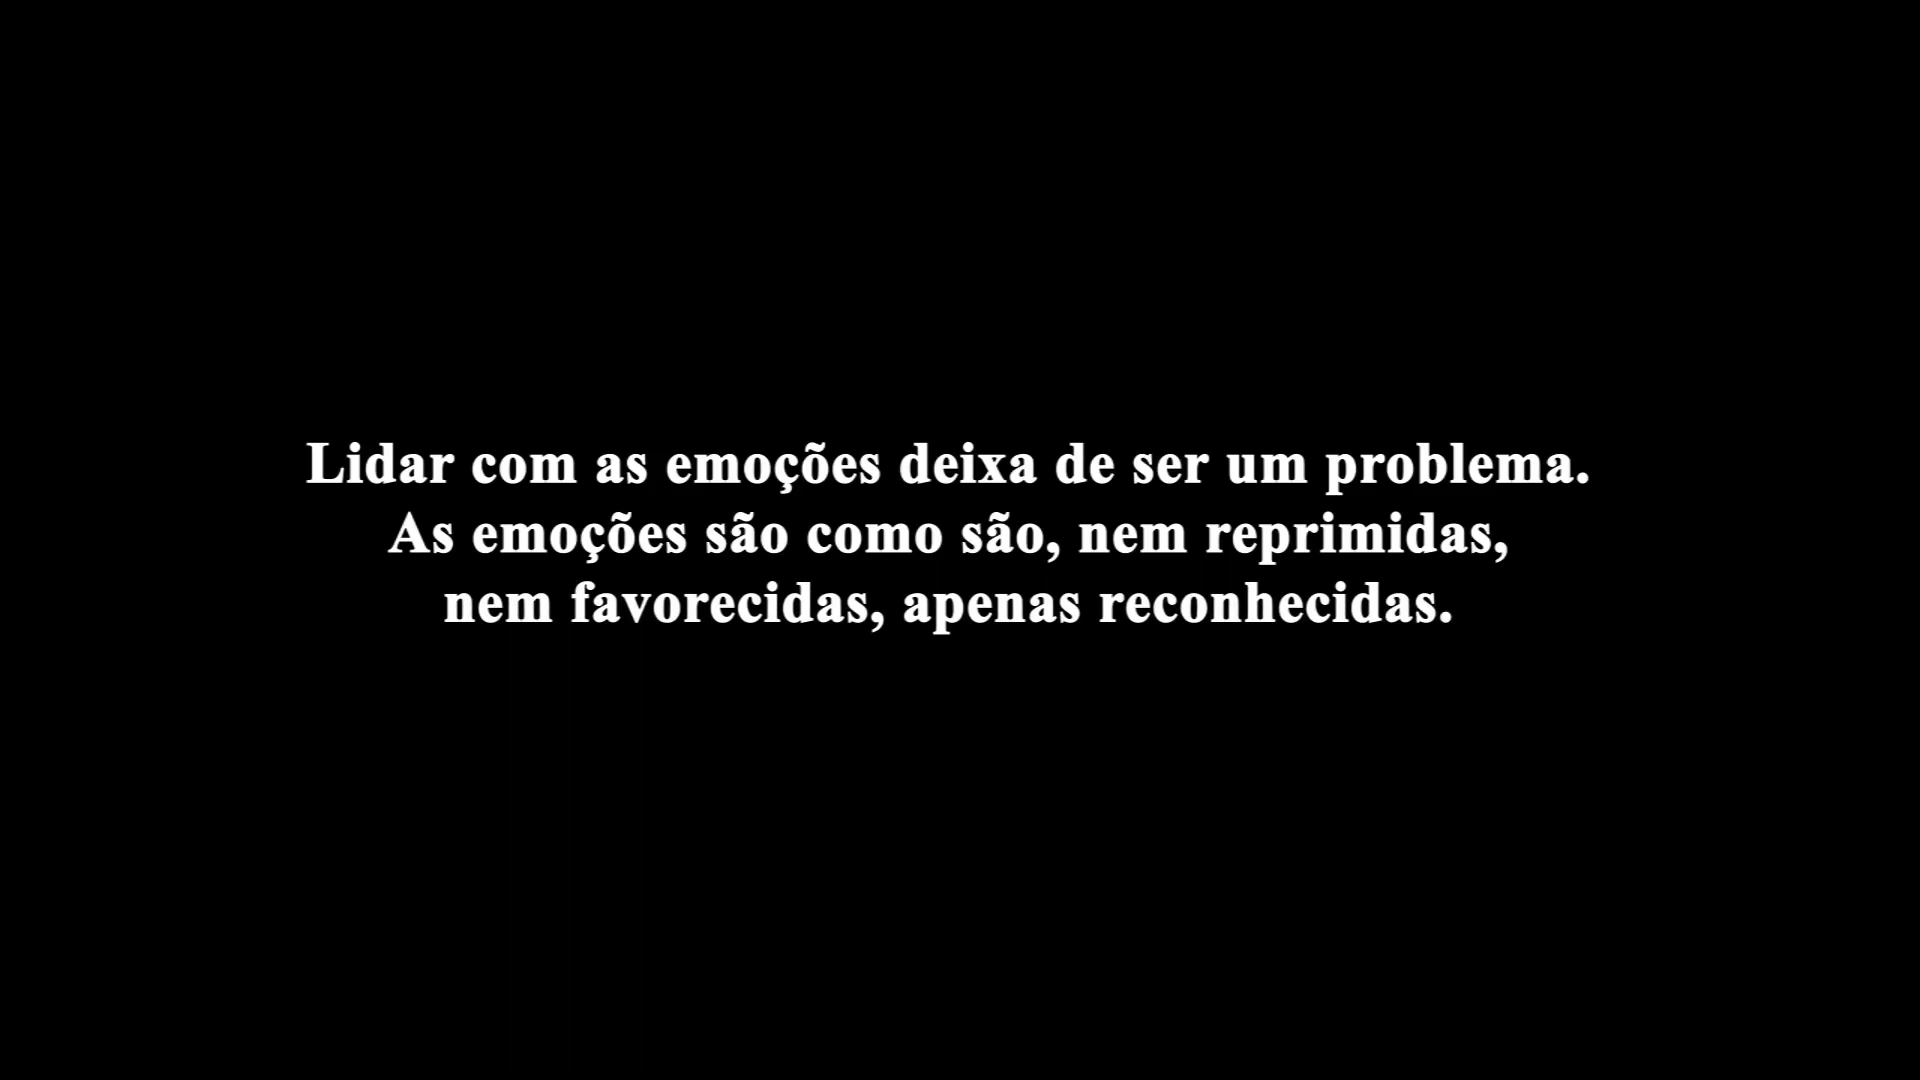 Lidar com as emoções deixa de ser um problema.
As emoções são como são, nem reprimidas,
nem favorecidas, apenas reconhecidas.